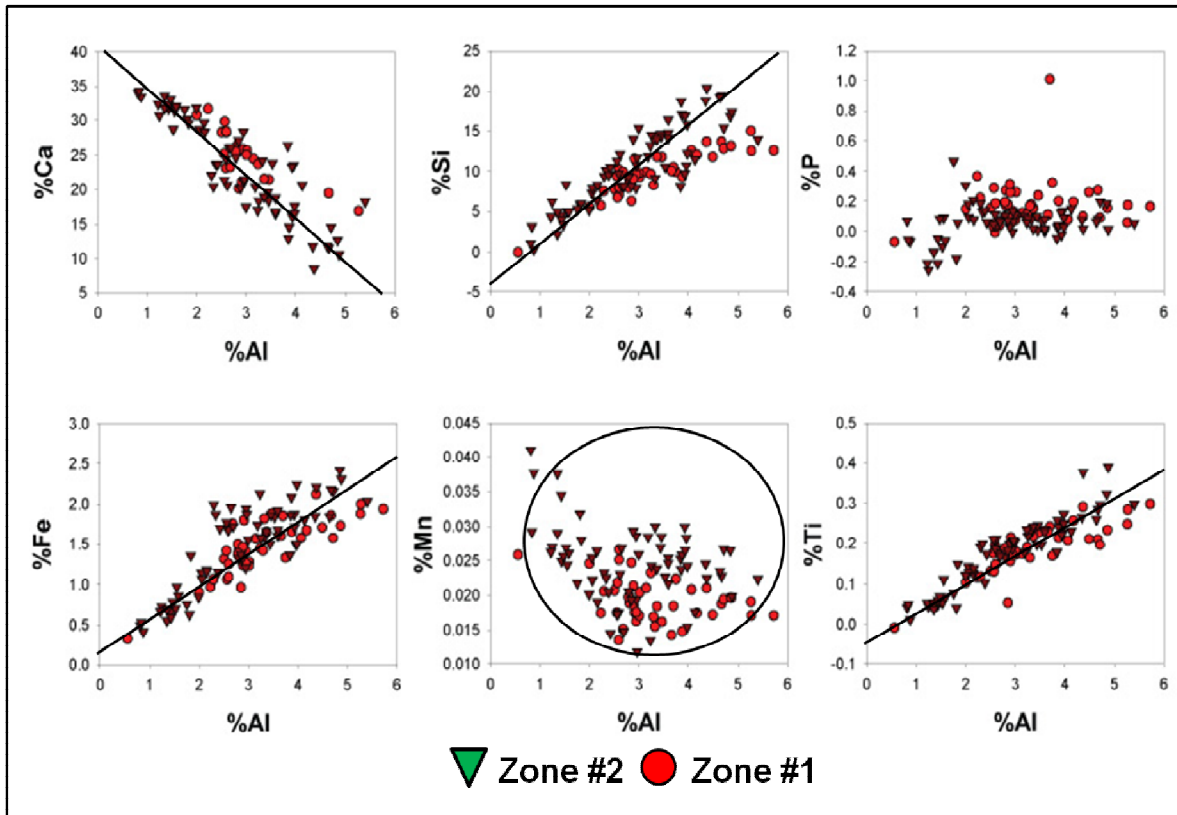 %Ca
40
35
30
25
20
15
10
5
0 1 2 3 4 5 6
%Al
%Si
25
20
15
10
5
0
-5
0 1 2 3 4 5 6
%Al
%P
1.2
1.0
0.8
0.6
0.4
0.2
0.0
-0.2
-0.4
0 1 2 3 4 5 6
%Al
%Fe
3.0
2.5
2.0
1.5
1.0
0.5
0.0
0 1 2 3 4 5 6
%Al
%Mn
0.045
0.040
0.035
0.030
0.025
0.020
0.015
0.010
0 1 2 3 4 5 6
%Al
%Ti
0.5
0.4
0.3
0.2
0.1
0.0
-0.1
0 1 2 3 4 5 6
%Al
Zone #2 Zone #1